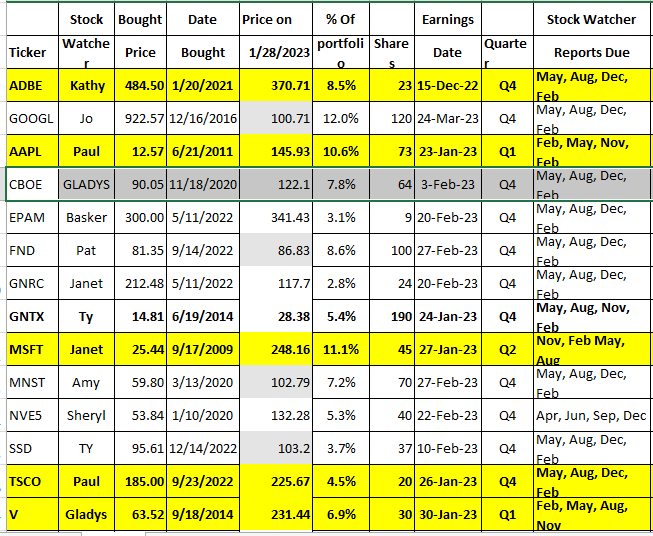 Stock Bought Date Price on % Of Earnings Stock Watcher
Ticker Watcher Price Bought 1/28/2023 portfolio Shares Date Quarter Reports Due
ADBE Kathy 484.50 1/20/2021 370.71 8.5% 23 15-Dec-22 Q4 May, Aug, Dec, Feb
GOOGL Jo 922.57 12/16/2016 100.71 12.0% 120 24-Mar-23 Q4 May, Aug, Dec, Feb
AAPL Paul 12.57 6/21/2011 145.93 10.6% 73 23-Jan-23 Q1 Feb, May, Nov, Feb
CBOE GLADYS 90.05 11/18/2020 122.1 7.8% 64 3-Feb-23 Q4 May, Aug, Dec, Feb
EPAM Basker 300.00 5/11/2022 341.43 3.1% 9 20-Feb-23 Q4 May, Aug, Dec, Feb
FND Pat 81.35 9/14/2022 86.83 8.6% 100 27-Feb-23 Q4 May, Aug, Dec, Feb
GNRC Janet 212.48 5/11/2022 117.7 2.8% 24 20-Feb-23 Q4 May, Aug, Dec, Feb
GNTX Ty 14.81 6/19/2014 28.38 5.4% 190 24-Jan-23 Q4 May, Aug, Nov, Feb
MSFT Janet 25.44 9/17/2009 248.16 11.1% 45 27-Jan-23 Q2 Nov, Feb May, Aug
MNST Amy 59.80 3/13/2020 102.79 7.2% 70 27-Feb-23 Q4 May, Aug, Dec, Feb
NVE5 Sheryl 53.84 1/10/2020 132.28 5.3% 40 22-Feb-23 Q4 Apr, Jun, Sep, Dec
SSD TY 95.61 12/14/2022 103.2 3.7% 37 10-Feb-23 Q4 May, Aug, Dec, Feb
TSCO Paul 185.00 9/23/2022 225.67 4.5% 20 26-Jan-23 Q4 May, Aug, Dec, Feb
V Gladys 63.52 9/18/2014 231.44 6.9% 30 30-Jan-23 Q1 Feb, May, Aug, Nov